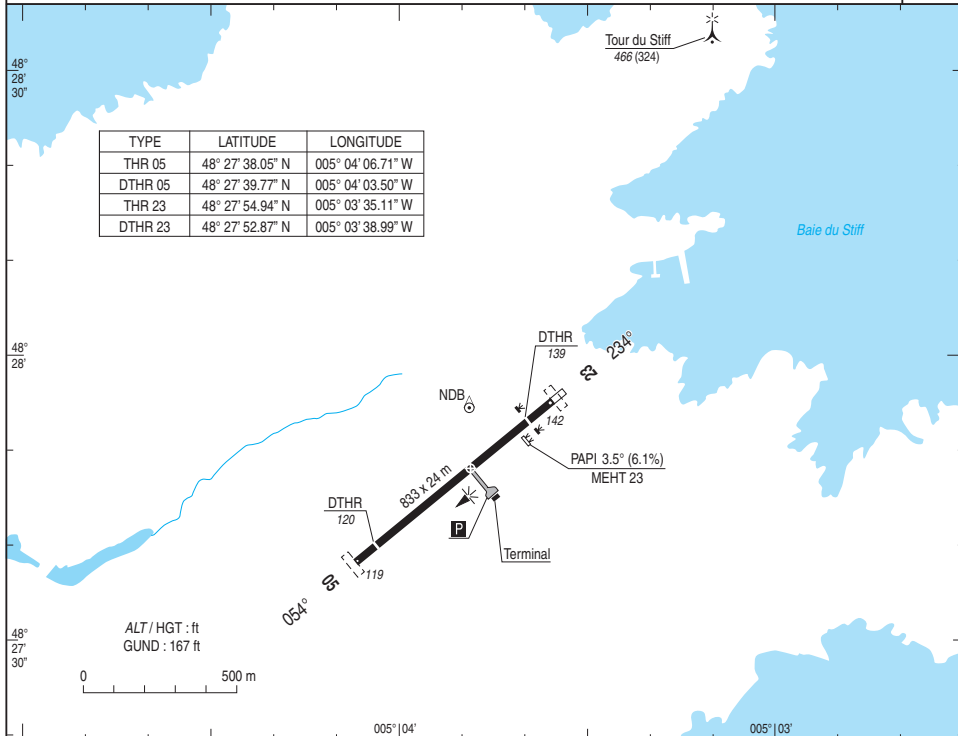 Tour du Stiff
466 (324)
48°
28'
30"
TYPE LATITUDE LONGITUDE
THR 05 48° 27' 38.05" N 005° 04' 06.71" W
DTHR 05 48° 27' 39.77" N 005° 04' 03.50" W
THR 23 48° 27' 54.94" N 005° 03' 35.11" W
DTHR 23 48° 27' 52.87" N 005° 03' 38.99" W
Baie du Stiff
48°
28'
DTHR
139
234°
23
NDB
142
PAPI 3.5° (6.1%)
MEHT 23
833 x 24 m
DTHR
120
P
Terminal
119
05
054°
ALT / HGT : ft
GUND : 167 ft
48°
27'
30"
0 500 m
005° 04' 005° 03'